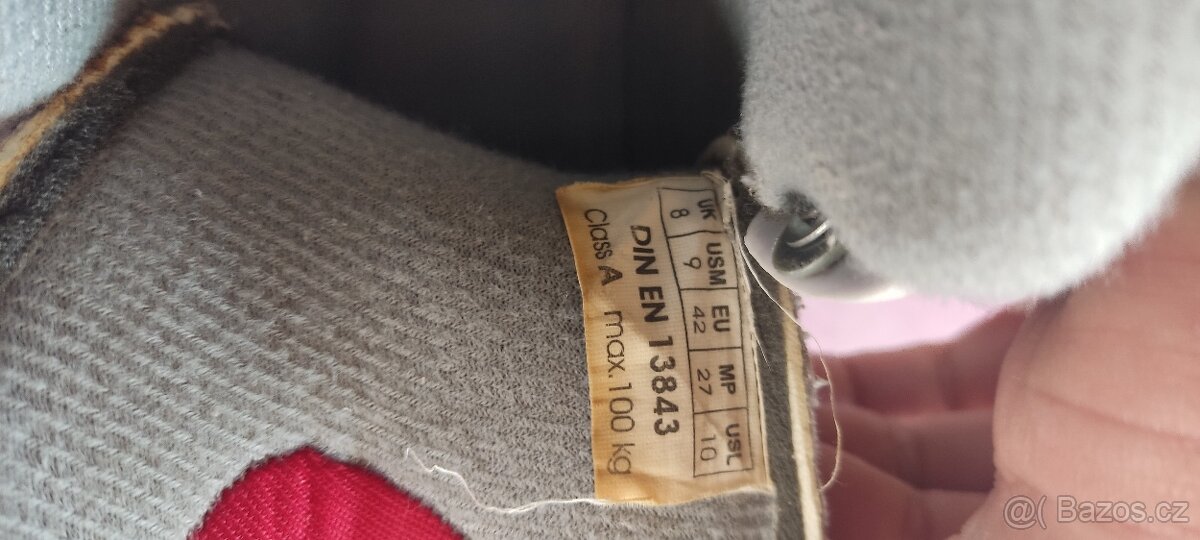 UK USM EU MP USL
8 9 42 27 10
DIN EN 13843
Class A max. 100 kg
@( Bazos.cz